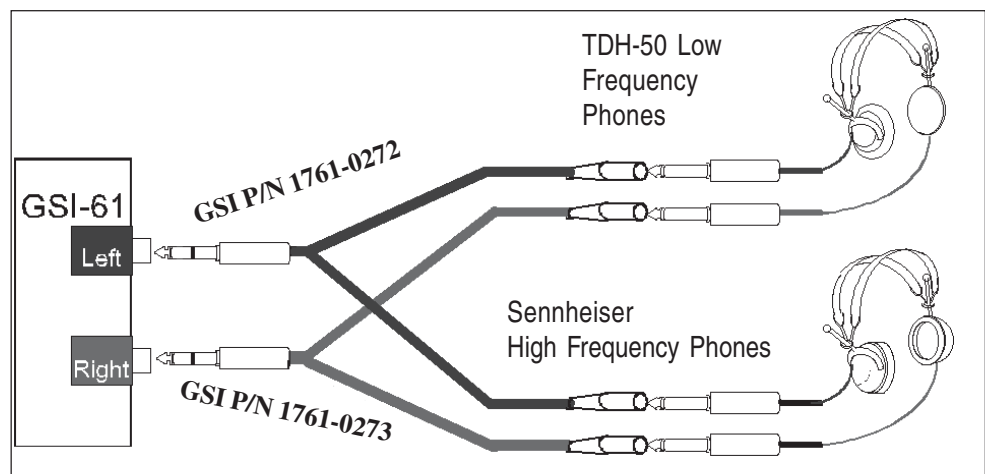 TDH-50 Low
Frequency
Phones
GSI P/N 1761-0272
GSI-61
Left
Sennheiser
High Frequency Phones
Right
GSI P/N 1761-0273